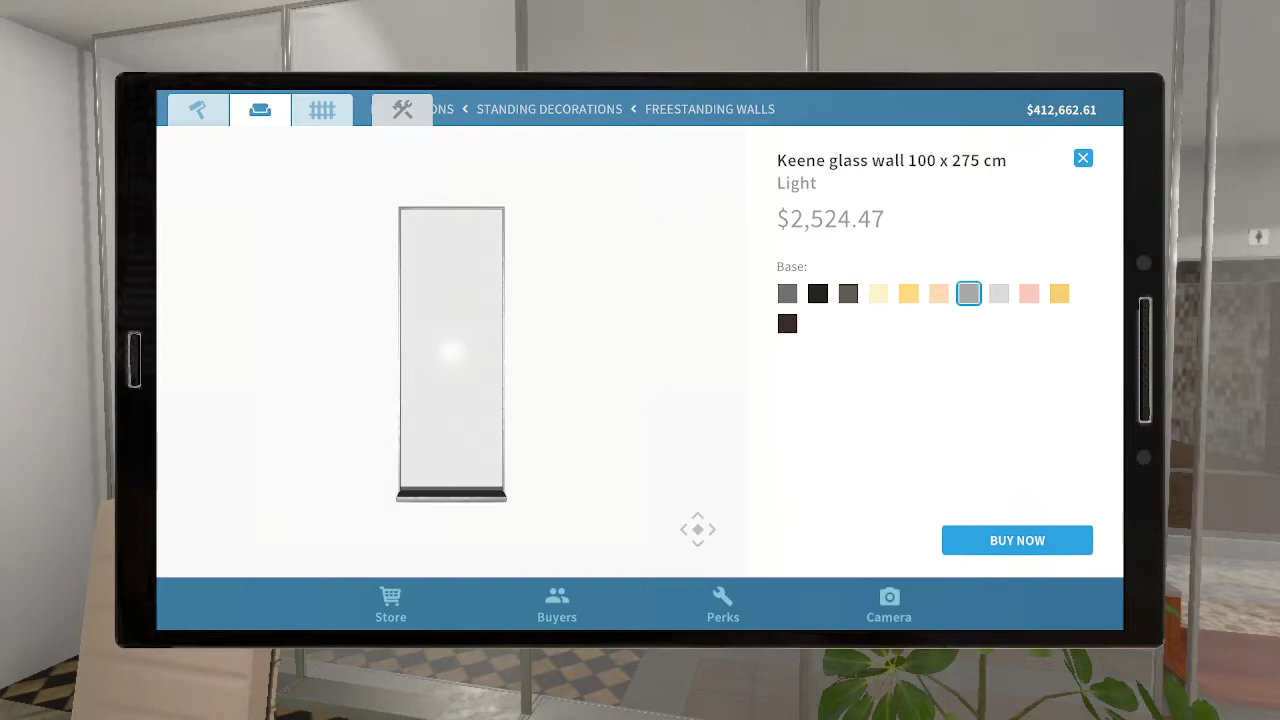 ONS < STANDING DECORATIONS < FREESTANDING WALLS
$412,662.61
Keene glass wall 100 x 275 cm
Light
$2,524.47
Base:
BUY NOW
Store
Buyers
Perks
Camera